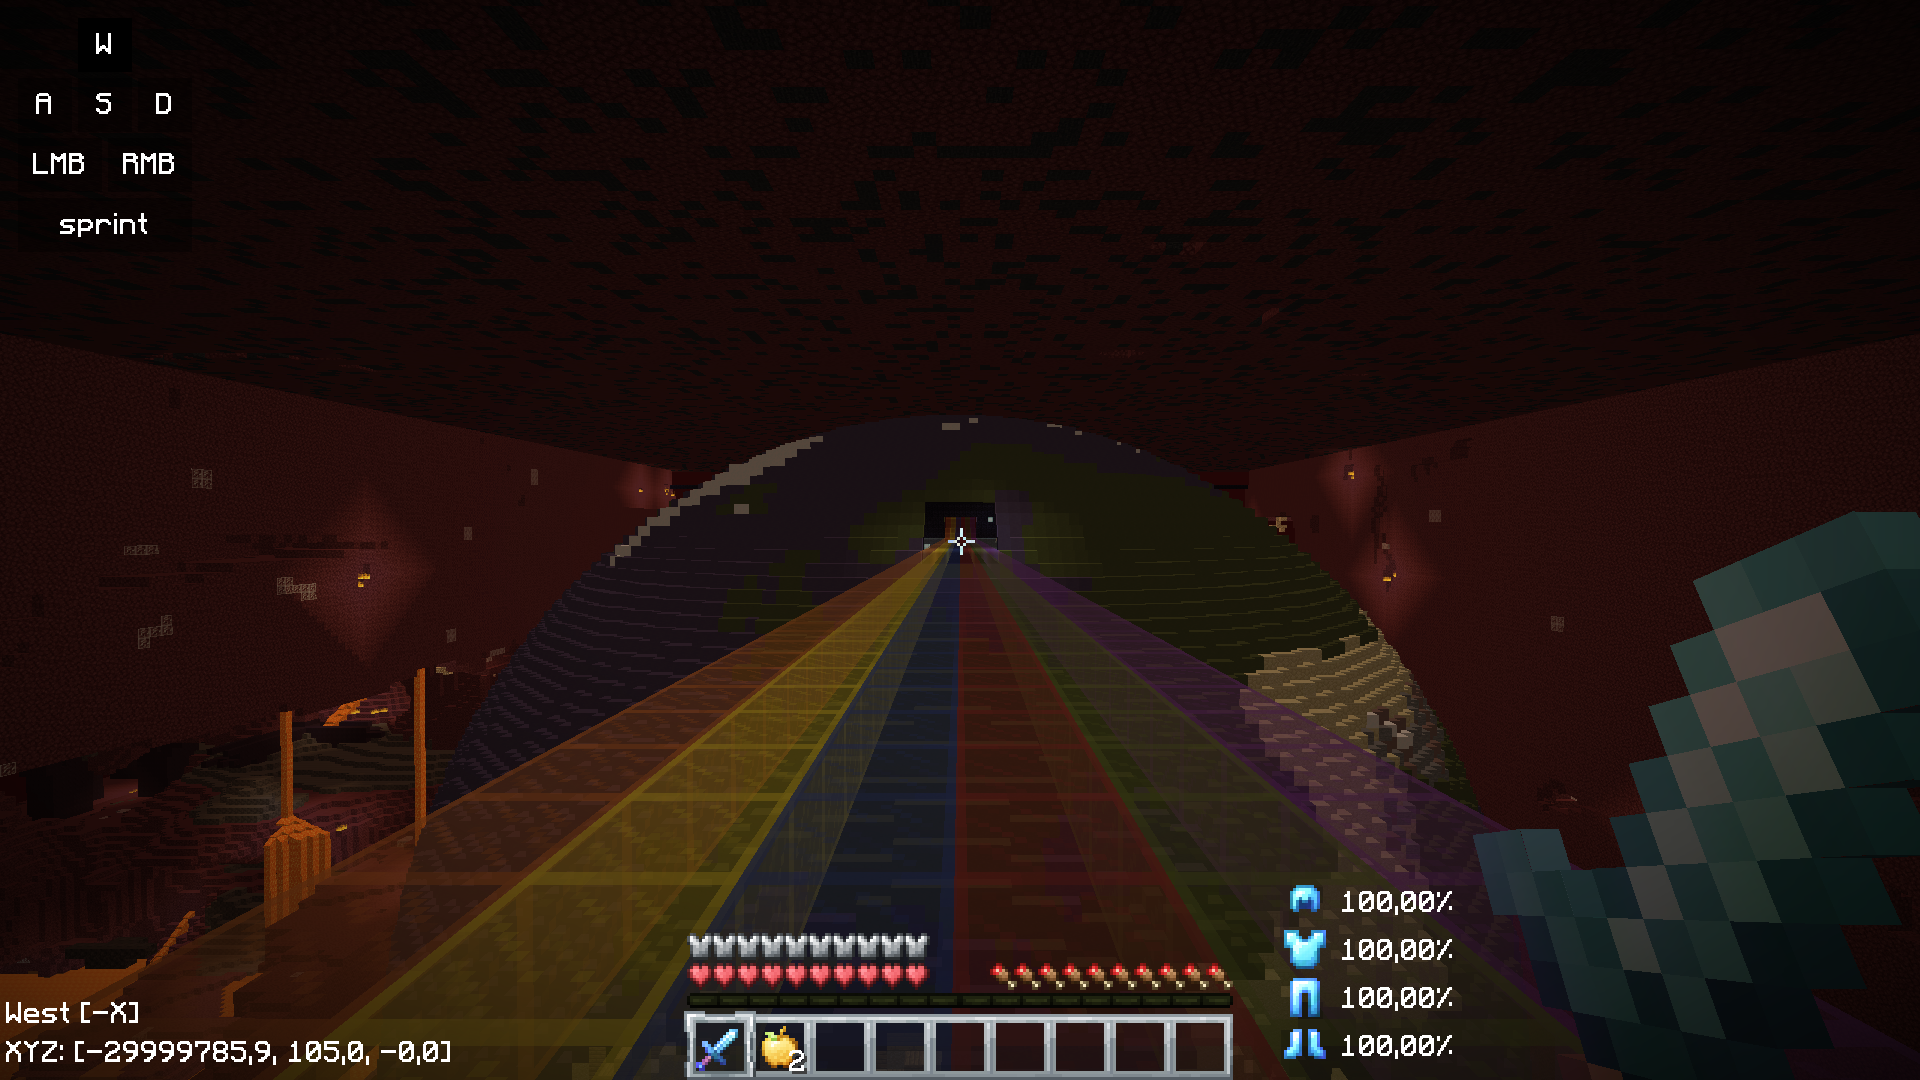 W
A S D
LMB RMB
sprint
100,00%
100,00%
100,00%
100,00%
West [-X]
XYZ: [-29999785,9, 105,0, -0,0]
2